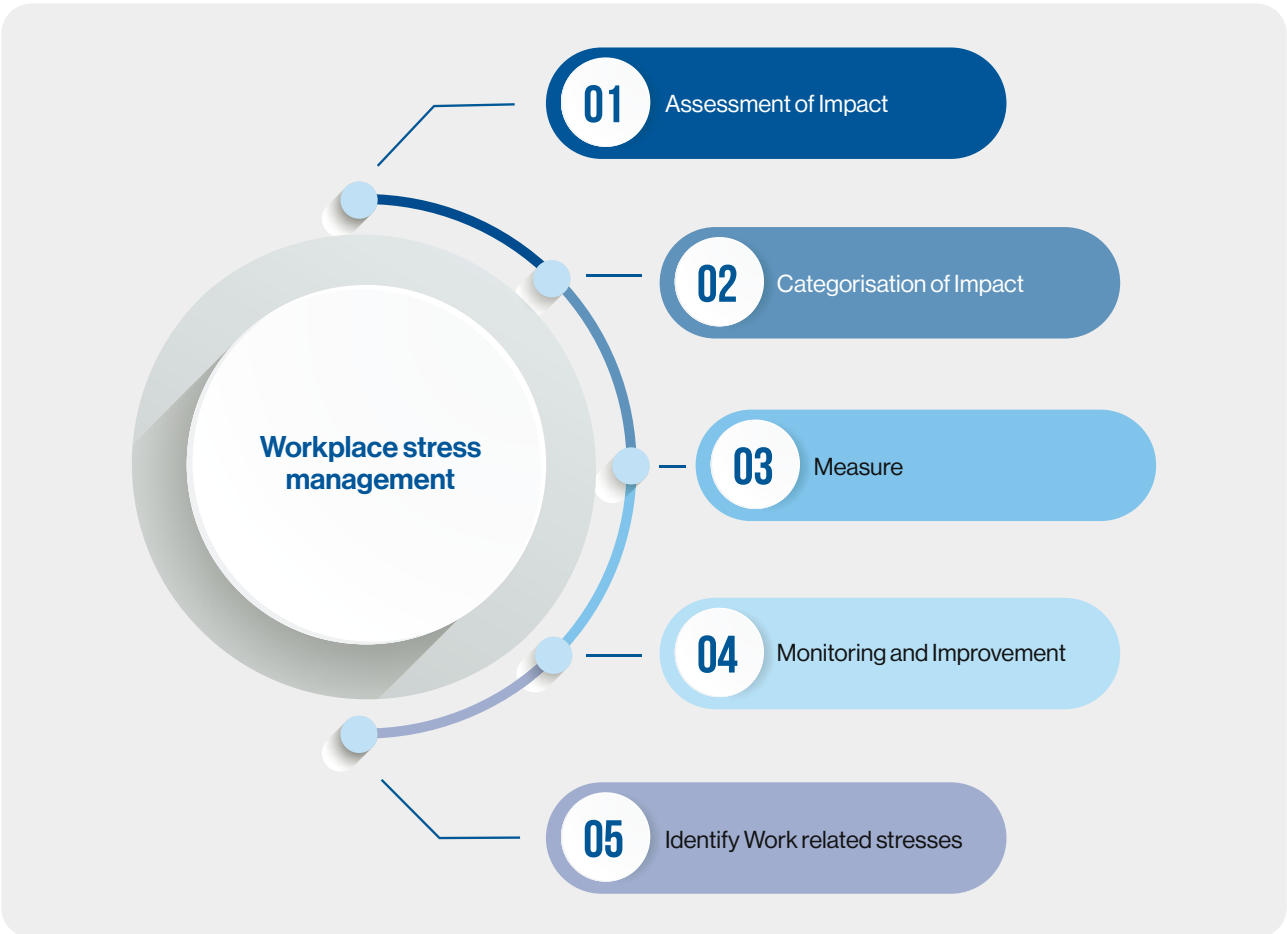 01 Assessment of Impact
02 Categorisation of Impact
03 Measure
Workplace stress
management
04 Monitoring and Improvement
05 Identify Work related stresses